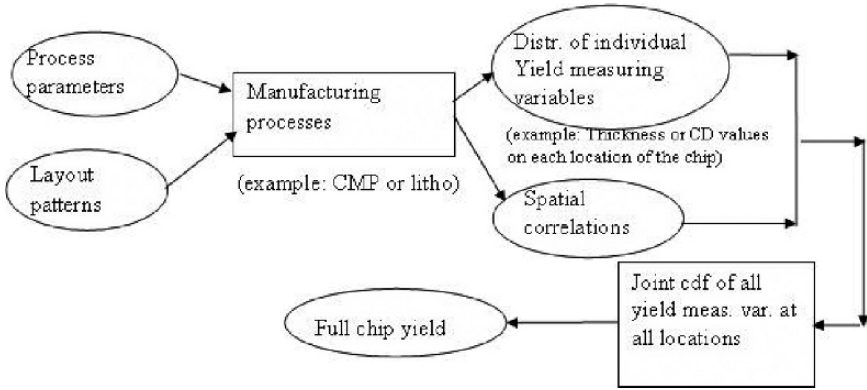 Process
parameters
Layout
patterns
Manufacturing
processes
(example: CMP or litho)
Distr. of individual
Yield measuring
variables
(example: Thickness or CD values
on each location of the chip)
Spatial
correlations
Joint cdf of all
yield meas. var. at
all locations
Full chip yield